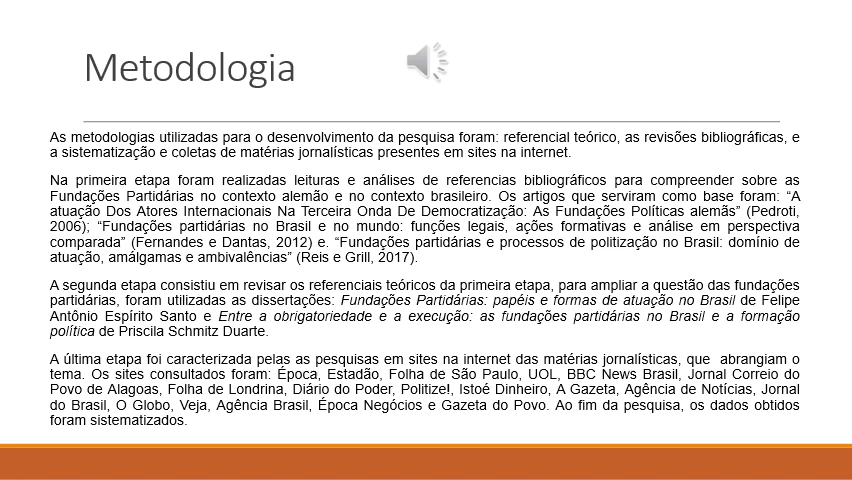 Metodologia
As metodologias utilizadas para o desenvolvimento da pesquisa foram: referencial teórico, as revisões bibliográficas, e
a sistematização e coletas de matérias jornalísticas presentes em sites na internet.
Na primeira etapa foram realizadas leituras e análises de referencias bibliográficos para compreender sobre as
Fundações Partidárias no contexto alemão e no contexto brasileiro. Os artigos que serviram como base foram: “A
atuação Dos Atores Internacionais Na Terceira Onda De Democratização: As Fundações Políticas alemãs” (Pedroti,
2006); “Fundações partidárias no Brasil e no mundo: funções legais, ações formativas e análise em perspectiva
comparada” (Fernandes e Dantas, 2012) e. “Fundações partidárias e processos de politização no Brasil: domínio de
atuação, amálgamas e ambivalências” (Reis e Grill, 2017).
A segunda etapa consistiu em revisar os referenciais teóricos da primeira etapa, para ampliar a questão das fundações
partidárias, foram utilizadas as dissertações: Fundações Partidárias: papéis e formas de atuação no Brasil de Felipe
Antônio Espírito Santo e Entre a obrigatoriedade e a execução: as fundações partidárias no Brasil e a formação
política de Priscila Schmitz Duarte.
A última etapa foi caracterizada pelas as pesquisas em sites na internet das matérias jornalísticas, que abrangiam o
tema. Os sites consultados foram: Época, Estadão, Folha de São Paulo, UOL, BBC News Brasil, Jornal Correio do
Povo de Alagoas, Folha de Londrina, Diário do Poder, Politize!, Istoé Dinheiro, A Gazeta, Agência de Notícias, Jornal
do Brasil, O Globo, Veja, Agência Brasil, Época Negócios e Gazeta do Povo. Ao fim da pesquisa, os dados obtidos
foram sistematizados.